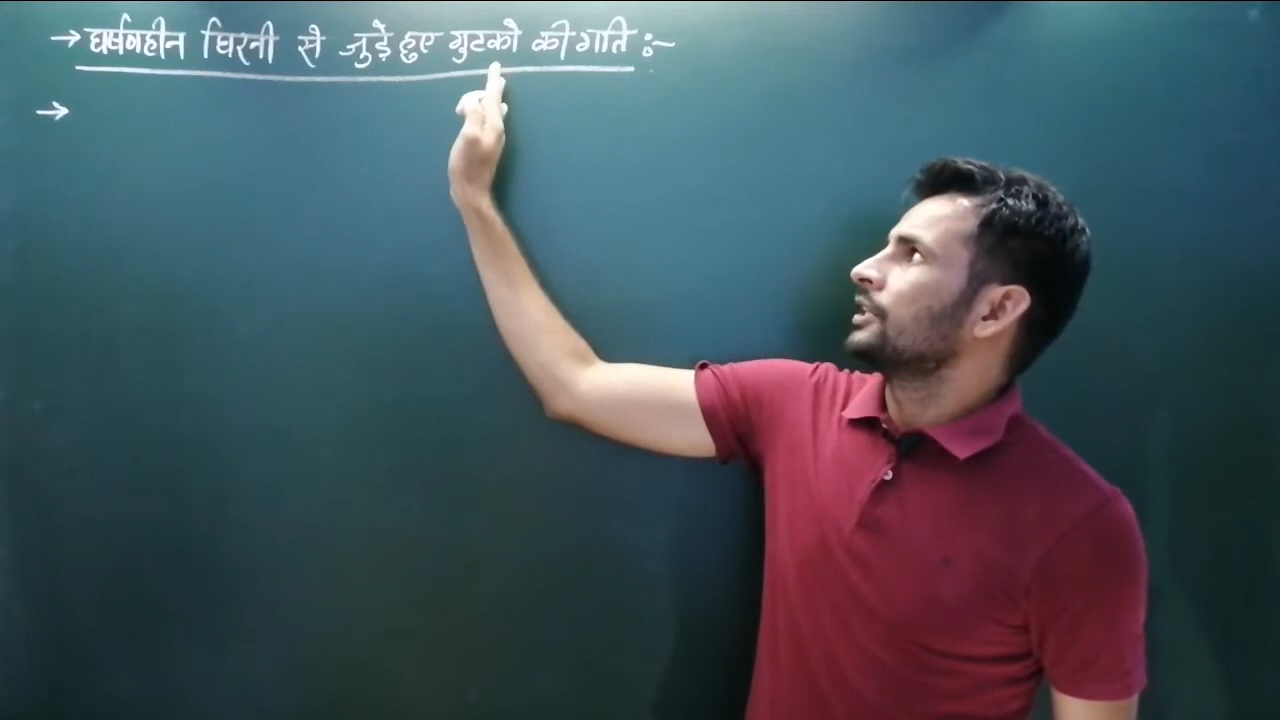 → घर्षणहीन घिरनी से जुड़े हुए गुटको की गति :-
→